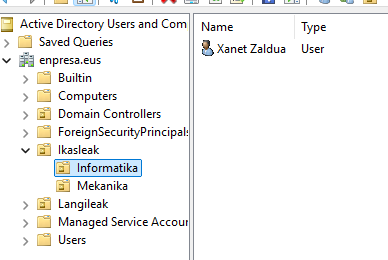 Active Directory Users and Com
Saved Queries
enpresa.eus
Builtin
Computers
Domain Controllers
ForeignSecurityPrincipals
Ikasleak
Informatika
Mekanika
Langileak
Managed Service Accour
Users
Name Type
Xanet Zaldua User